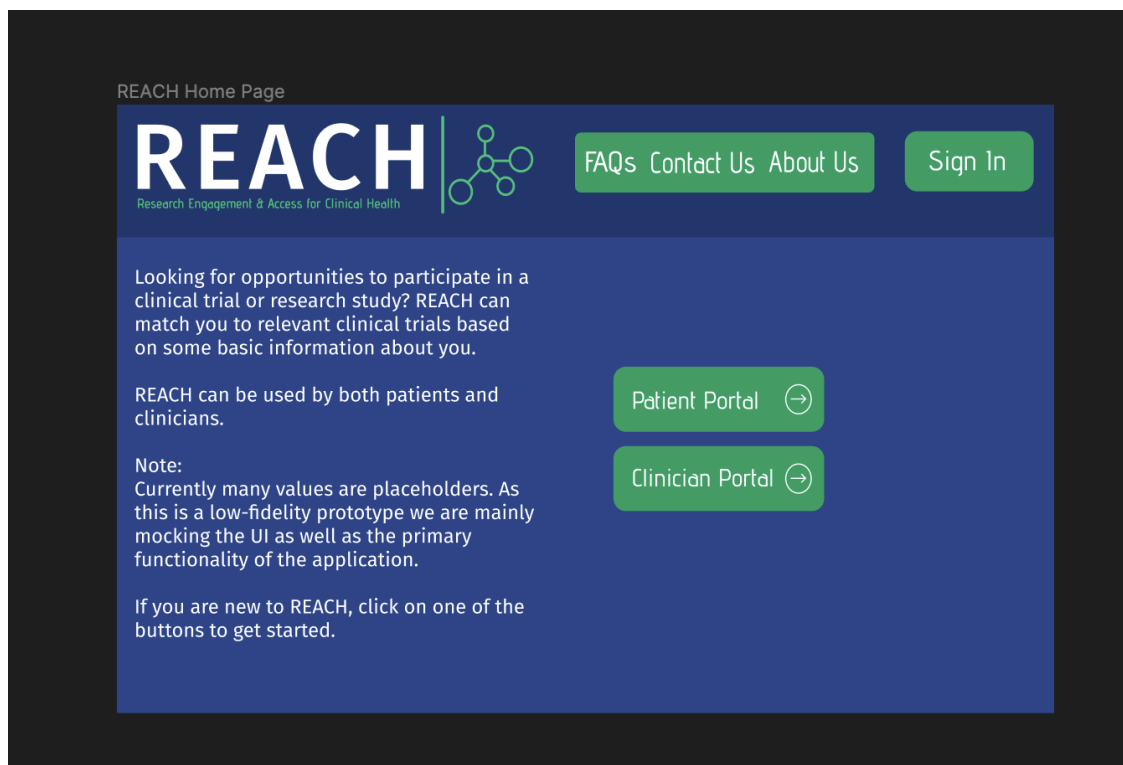 REACH Home Page
REACH
Research Engagement & Access for Clinical Health
FAQs Contact Us About Us
Sign In
Looking for opportunities to participate in a
clinical trial or research study? REACH can
match you to relevant clinical trials based
on some basic information about you.
REACH can be used by both patients and
clinicians.
Note:
Currently many values are placeholders. As
this is a low-fidelity prototype we are mainly
mocking the UI as well as the primary
functionality of the application.
If you are new to REACH, click on one of the
buttons to get started.
Patient Portal
Clinician Portal